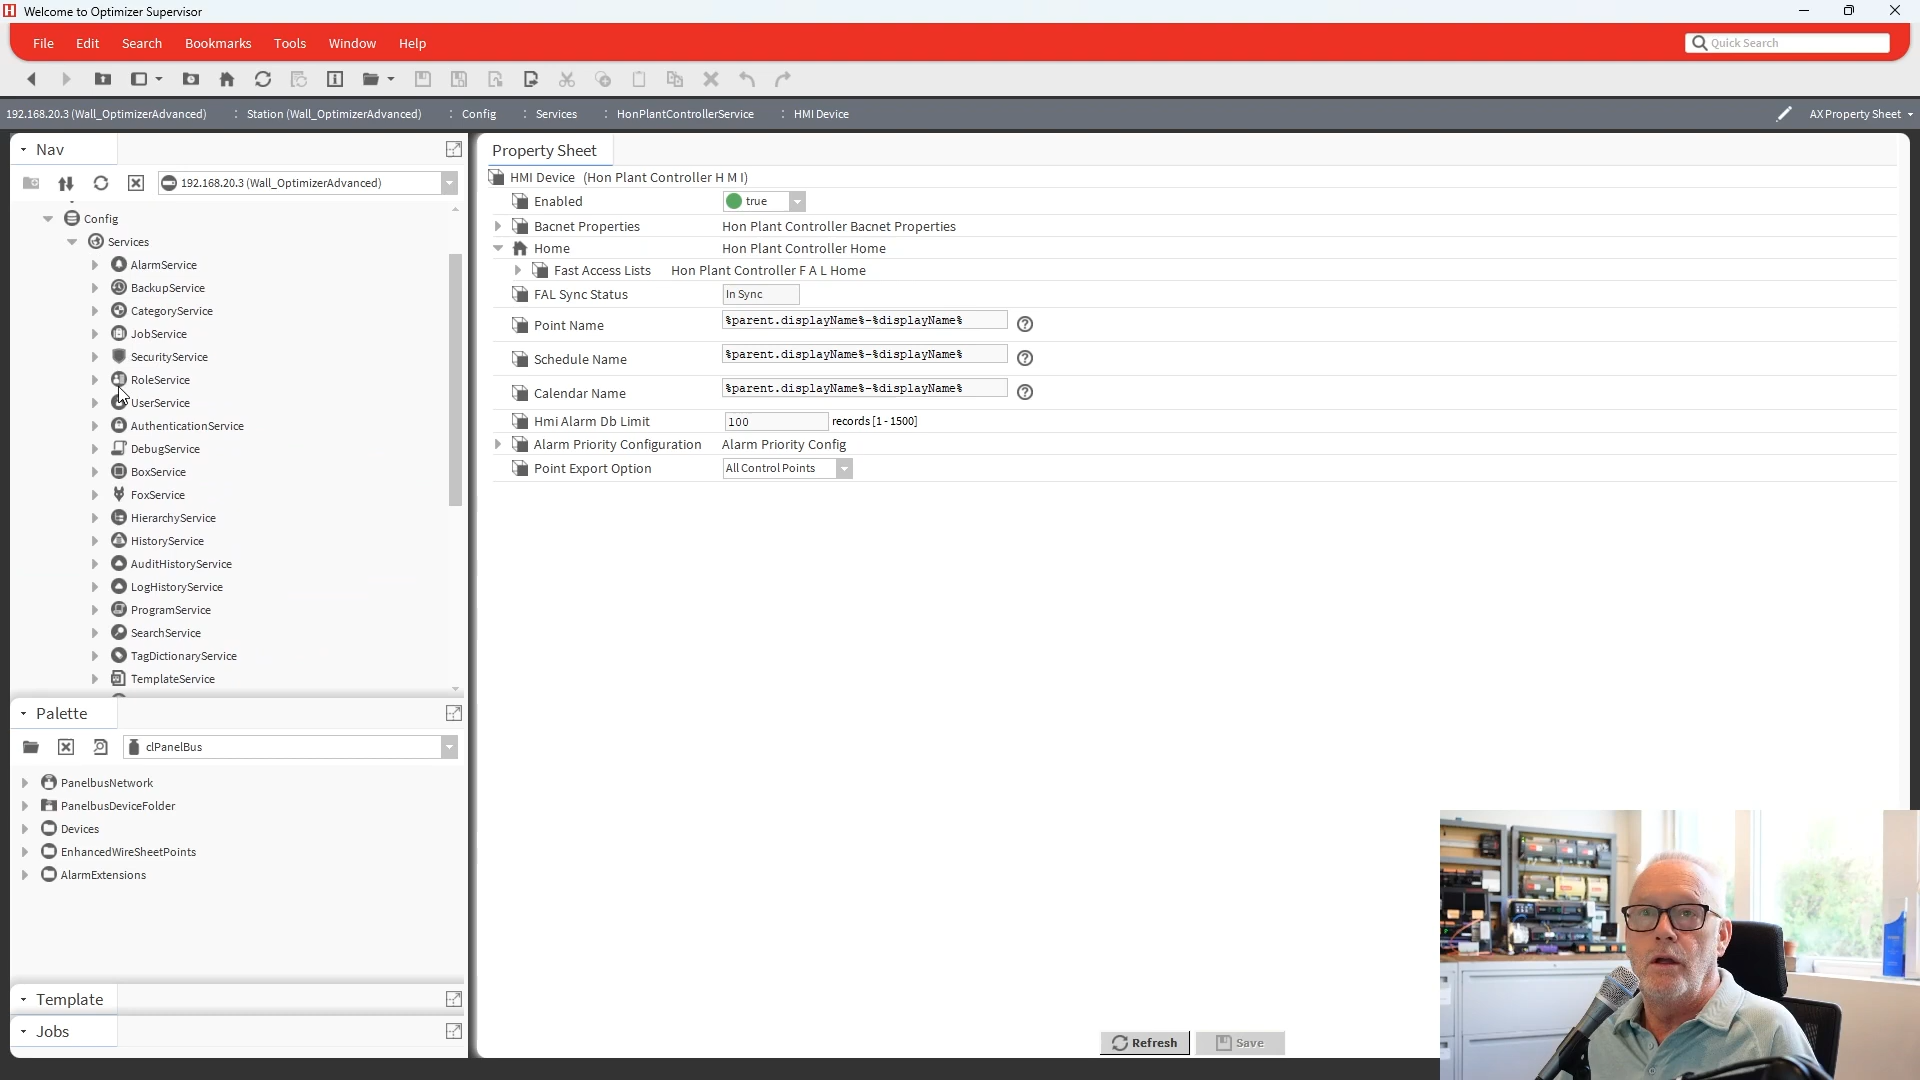 Welcome to Optimizer Supervisor
File Edit Search Bookmarks Tools Window Help
Quick Search
192.168.20.3 (Wall_OptimizerAdvanced) : Station (Wall_OptimizerAdvanced) : Config : Services : HonPlantControllerService : HMI Device
AX Property Sheet
Nav
192.168.20.3 (Wall_OptimizerAdvanced)
Config
Services
AlarmService
BackupService
CategoryService
JobService
SecurityService
RoleService
UserService
AuthenticationService
DebugService
BoxService
FoxService
HierarchyService
HistoryService
AuditHistoryService
LogHistoryService
ProgramService
SearchService
TagDictionaryService
TemplateService
Palette
clPanelBus
PanelbusNetwork
PanelbusDeviceFolder
Devices
EnhancedWireSheetPoints
AlarmExtensions
Template
Jobs
Property Sheet
HMI Device (Hon Plant Controller H M I)
Enabled true
Bacnet Properties Hon Plant Controller Bacnet Properties
Home Hon Plant Controller Home
Fast Access Lists Hon Plant Controller F A L Home
FAL Sync Status In Sync
Point Name %parent.displayName%-%displayName%
Schedule Name %parent.displayName%-%displayName%
Calendar Name %parent.displayName%-%displayName%
Hmi Alarm Db Limit 100 records [1 - 1500]
Alarm Priority Configuration Alarm Priority Config
Point Export Option All Control Points
Refresh Save